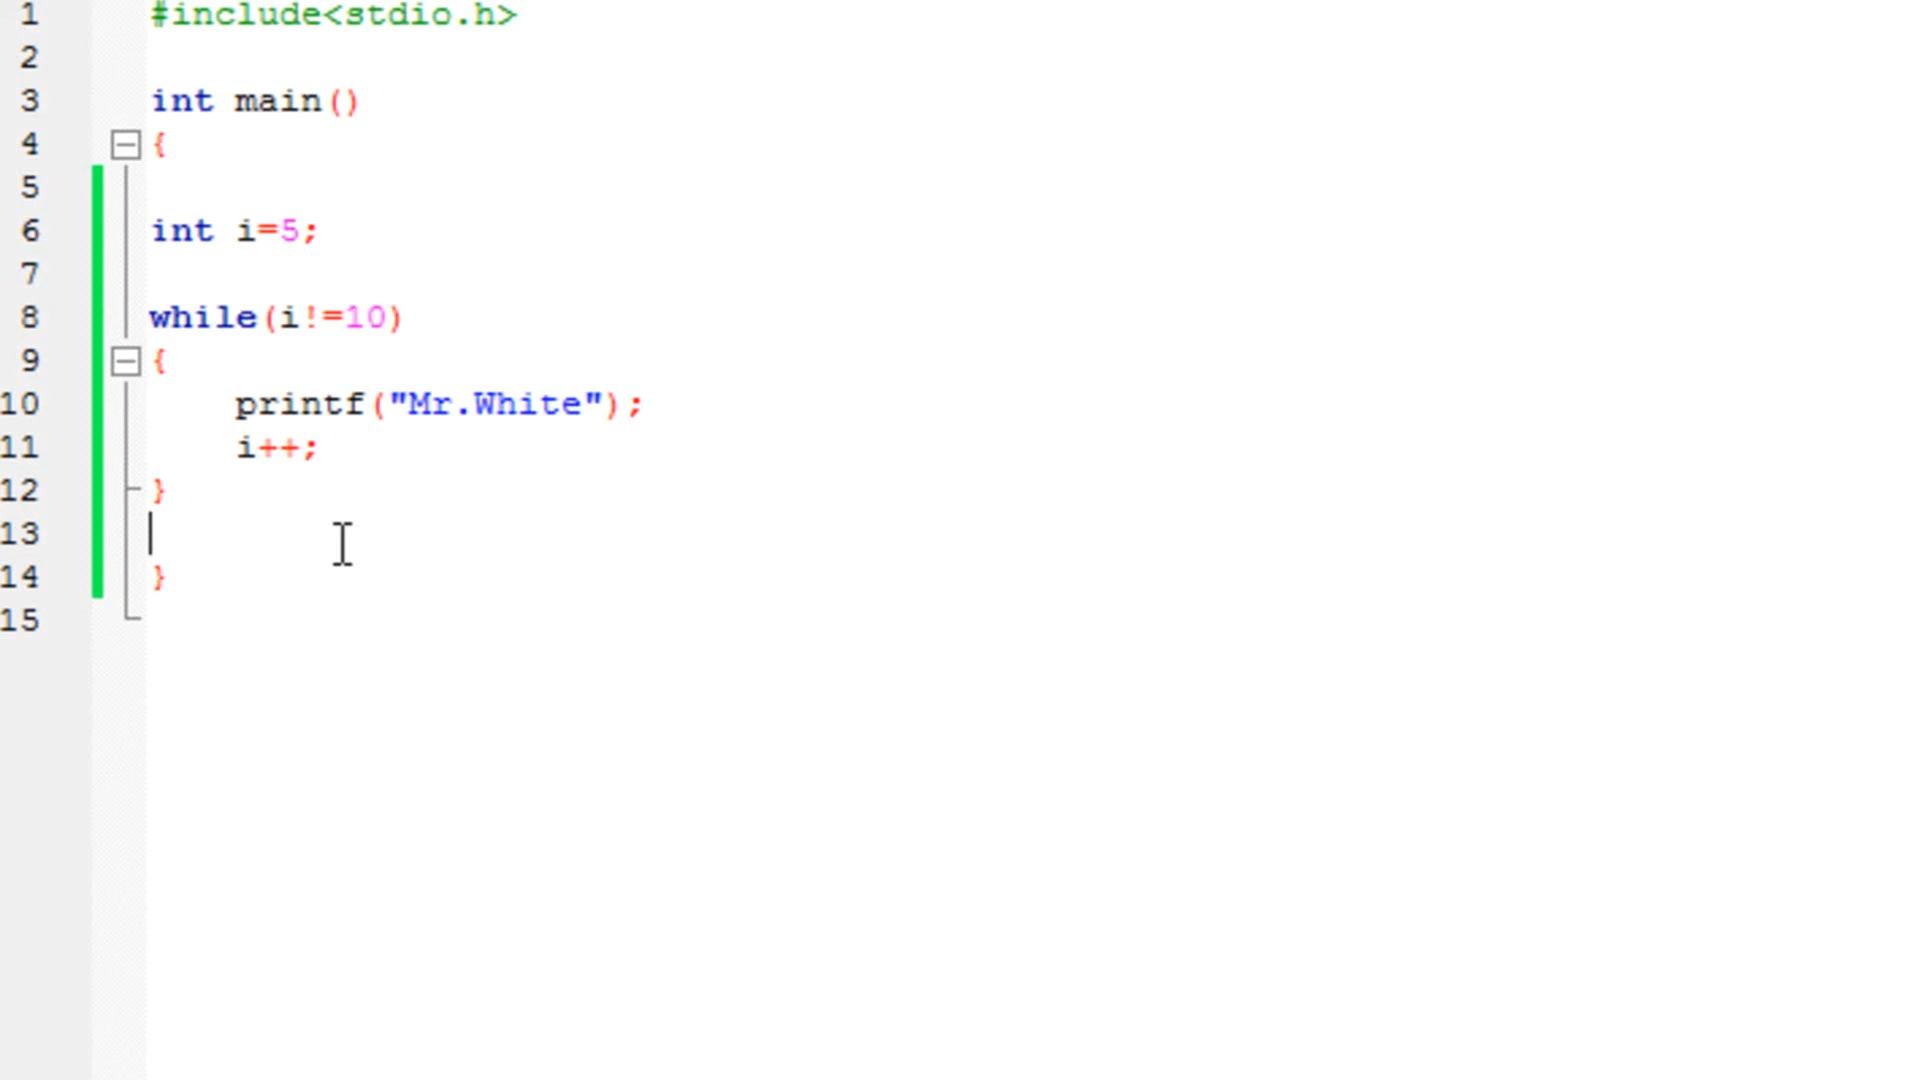 1 #include<stdio.h>
2
3 int main()
4 {
5
6 int i=5;
7
8 while(i!=10)
9 {
10     printf("Mr.White");
11     i++;
12 }
13
14 }
15